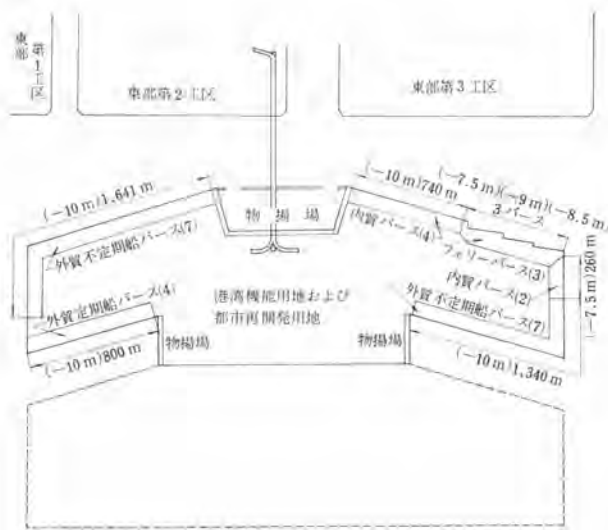 東部
第1工区
東部第2工区
東部第3工区
(−10 m)1,641 m
(−10 m)740 m
(−7.5 m)(−9 m)(−8.5 m)
3バース
物揚場
外貿不定期船バース(7)
内貿バース(4)
フェリーバース(3)
内貿バース(2)
外貿不定期船バース(7)
(−7.5 m)260 m
外貿定期船バース(4)
港湾機能用地および
都市再開発用地
物揚場
物揚場
(−10 m)800 m
(−10 m)1,340 m